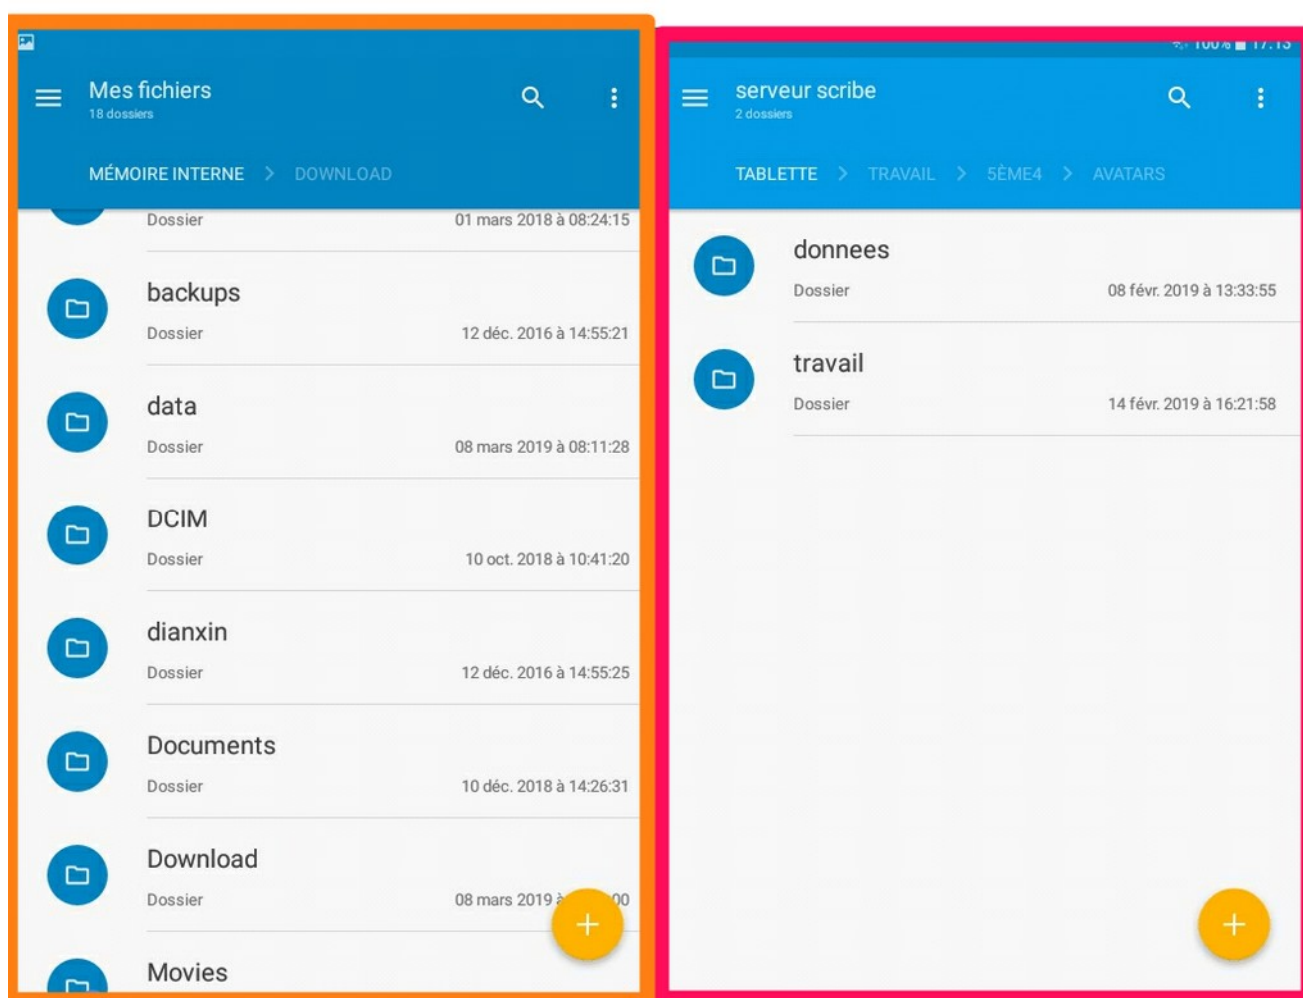 Mes fichiers
18 dossiers
MÉMOIRE INTERNE > DOWNLOAD
Dossier 01 mars 2018 à 08:24:15
backups
Dossier 12 déc. 2016 à 14:55:21
data
Dossier 08 mars 2019 à 08:11:28
DCIM
Dossier 10 oct. 2018 à 10:41:20
dianxin
Dossier 12 déc. 2016 à 14:55:25
Documents
Dossier 10 déc. 2018 à 14:26:31
Download
Dossier 08 mars 2019 à 00
Movies
100% 17:13
serveur scribe
2 dossiers
TABLETTE > TRAVAIL > 5ÈME4 > AVATARS
donnees
Dossier 08 févr. 2019 à 13:33:55
travail
Dossier 14 févr. 2019 à 16:21:58